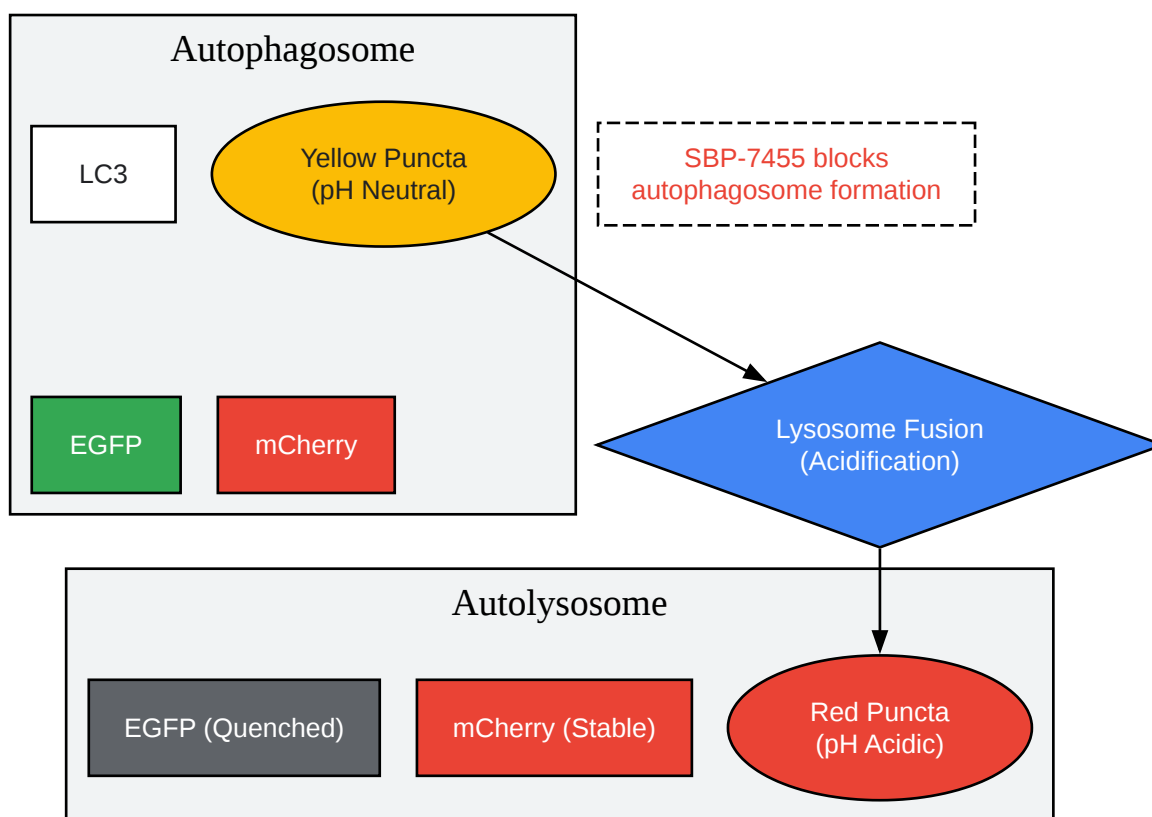 Autophagosome
LC3
Yellow Puncta
(pH Neutral)
SBP-7455 blocks
autophagosome formation
EGFP
mCherry
Lysosome Fusion
(Acidification)
Autolysosome
EGFP (Quenched)
mCherry (Stable)
Red Puncta
(pH Acidic)